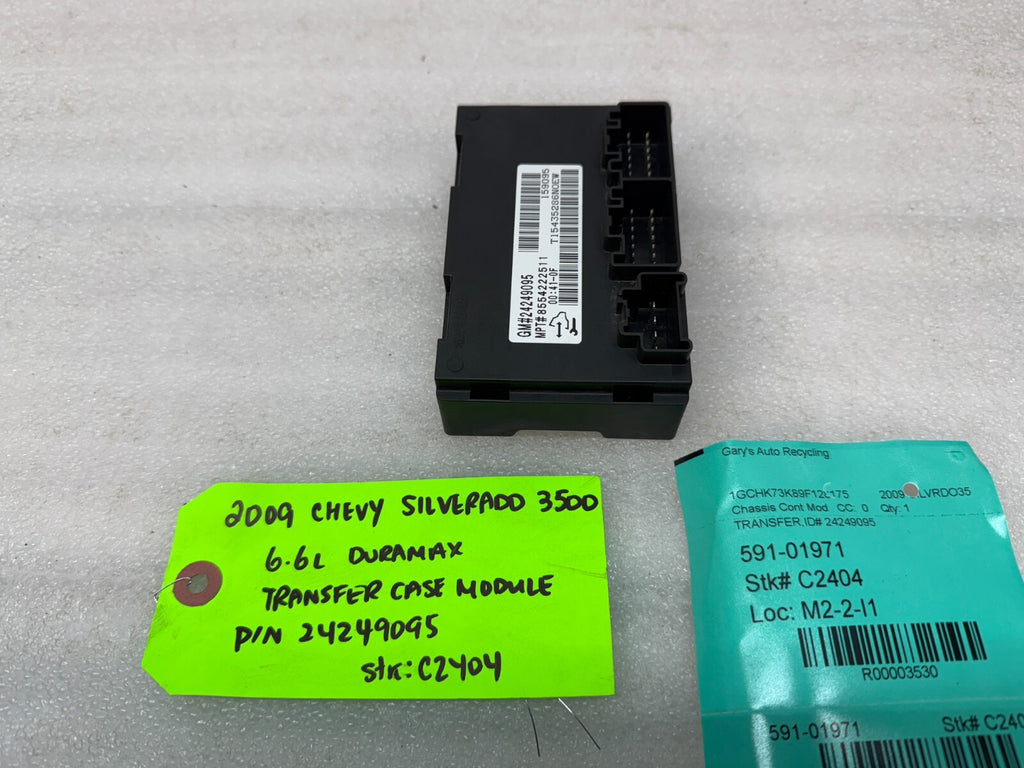 GM#24249095
MPT#8554222511
00:41-0F
159095
T15435286NOEW
2009 CHEVY SILVERADO 3500
6.6L DURAMAX
TRANSFER CASE MODULE
P/N 24249095
Stk: C2404
Gary's Auto Recycling
2009
Chassis Cont Mod CC: 0 Qty: 1
TRANSFER,ID# 24249095
591-01971
Stk# C2404
Loc: M2-2-I1
R00003530
591-01971